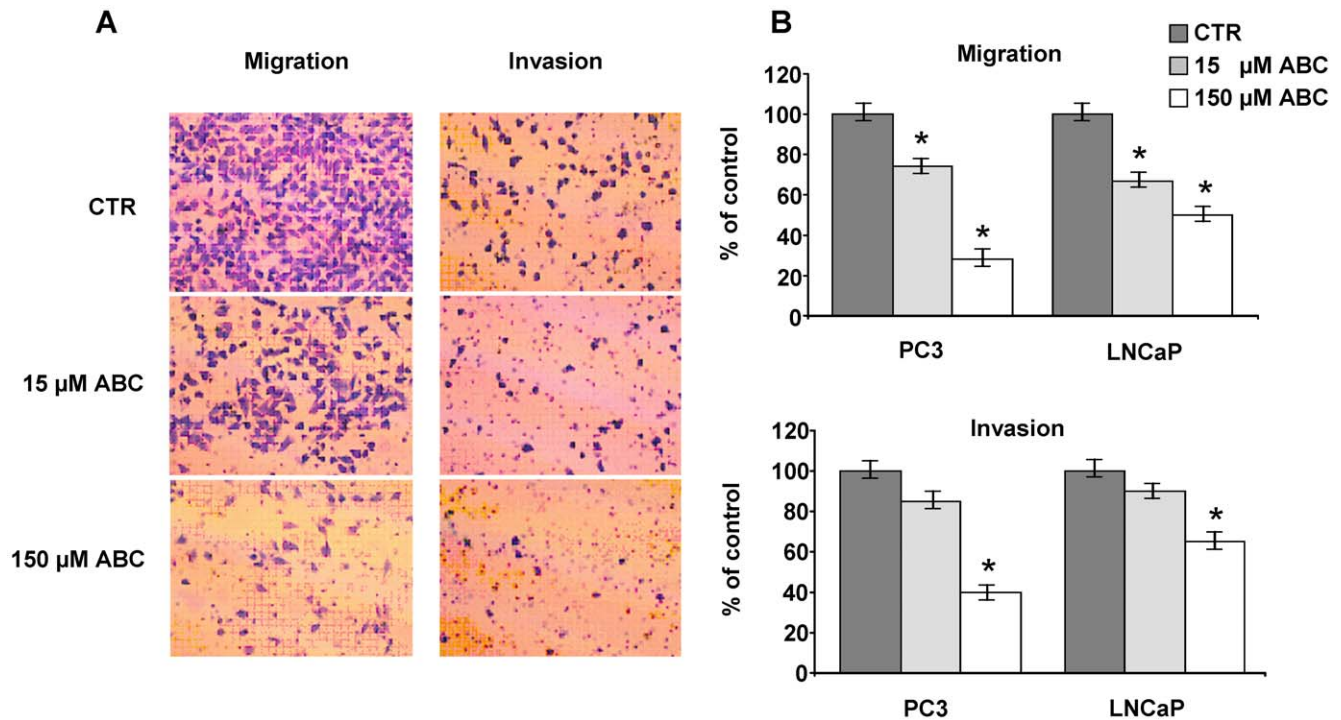 A
Migration
Invasion
CTR
15 µM ABC
150 µM ABC
B
CTR
15 µM ABC
150 µM ABC
Migration
% of control
120
100
80
60
40
20
0
*
*
*
*
PC3
LNCaP
Invasion
% of control
120
100
80
60
40
20
0
*
*
PC3
LNCaP